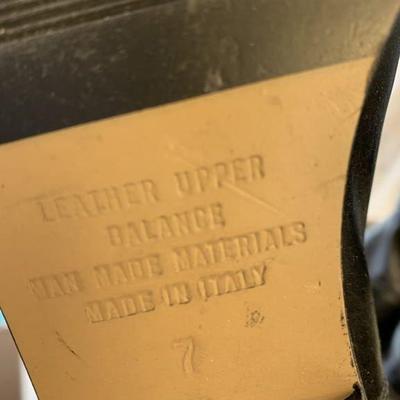 LEATHER UPPER
BALANCE
MAN MADE MATERIALS
MADE IN ITALY
7